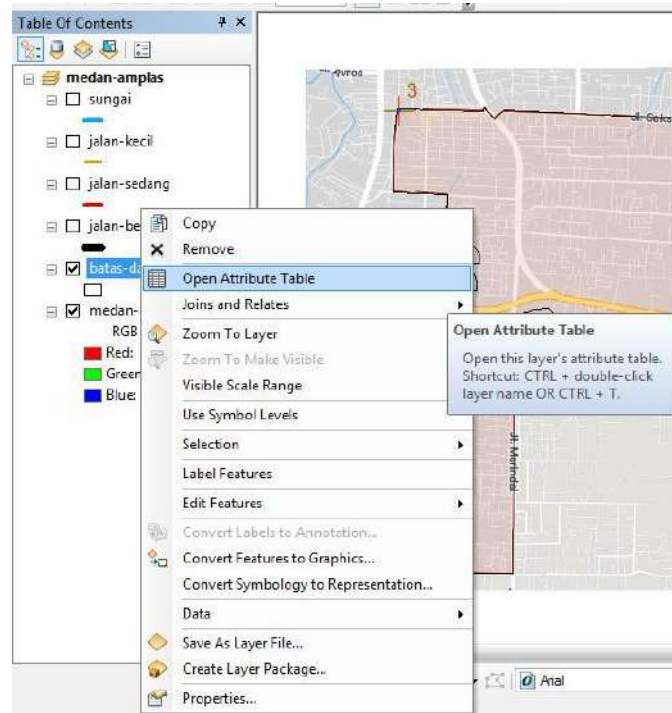 Table Of Contents
medan-amplas
sungai
jalan-kecil
jalan-sedang
jalan-be
batas-da
medan-
RGB
Red:
Green
Blue:
Copy
Remove
Open Attribute Table
Joins and Relates
Zoom To Layer
Zoom To Make Visible
Visible Scale Range
Use Symbol Levels
Selection
Label Features
Edit Features
Convert Labels to Annotation...
Convert Features to Graphics...
Convert Symbology to Representation...
Data
Save As Layer File...
Create Layer Package...
Properties...
Open Attribute Table
Open this layer's attribute table.
Shortcut: CTRL + double-click
layer name OR CTRL + T.
3
Jl. Marindal
Arial